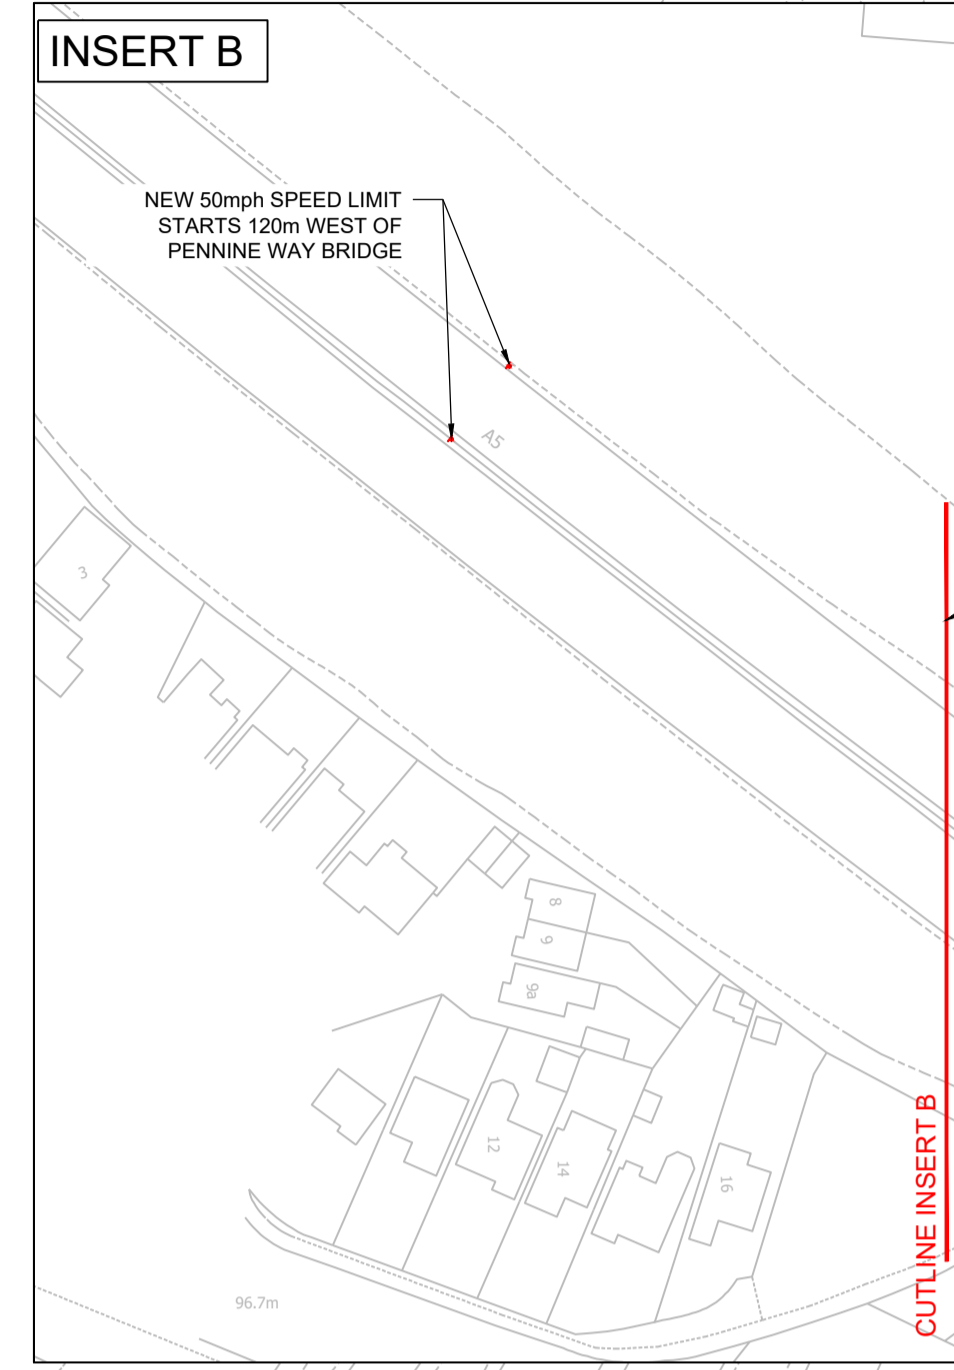 INSERT B
NEW 50mph SPEED LIMIT
STARTS 120m WEST OF
PENNINE WAY BRIDGE
A5
3
8
9
9a
12
14
16
96.7m
CUTLINE INSERT B